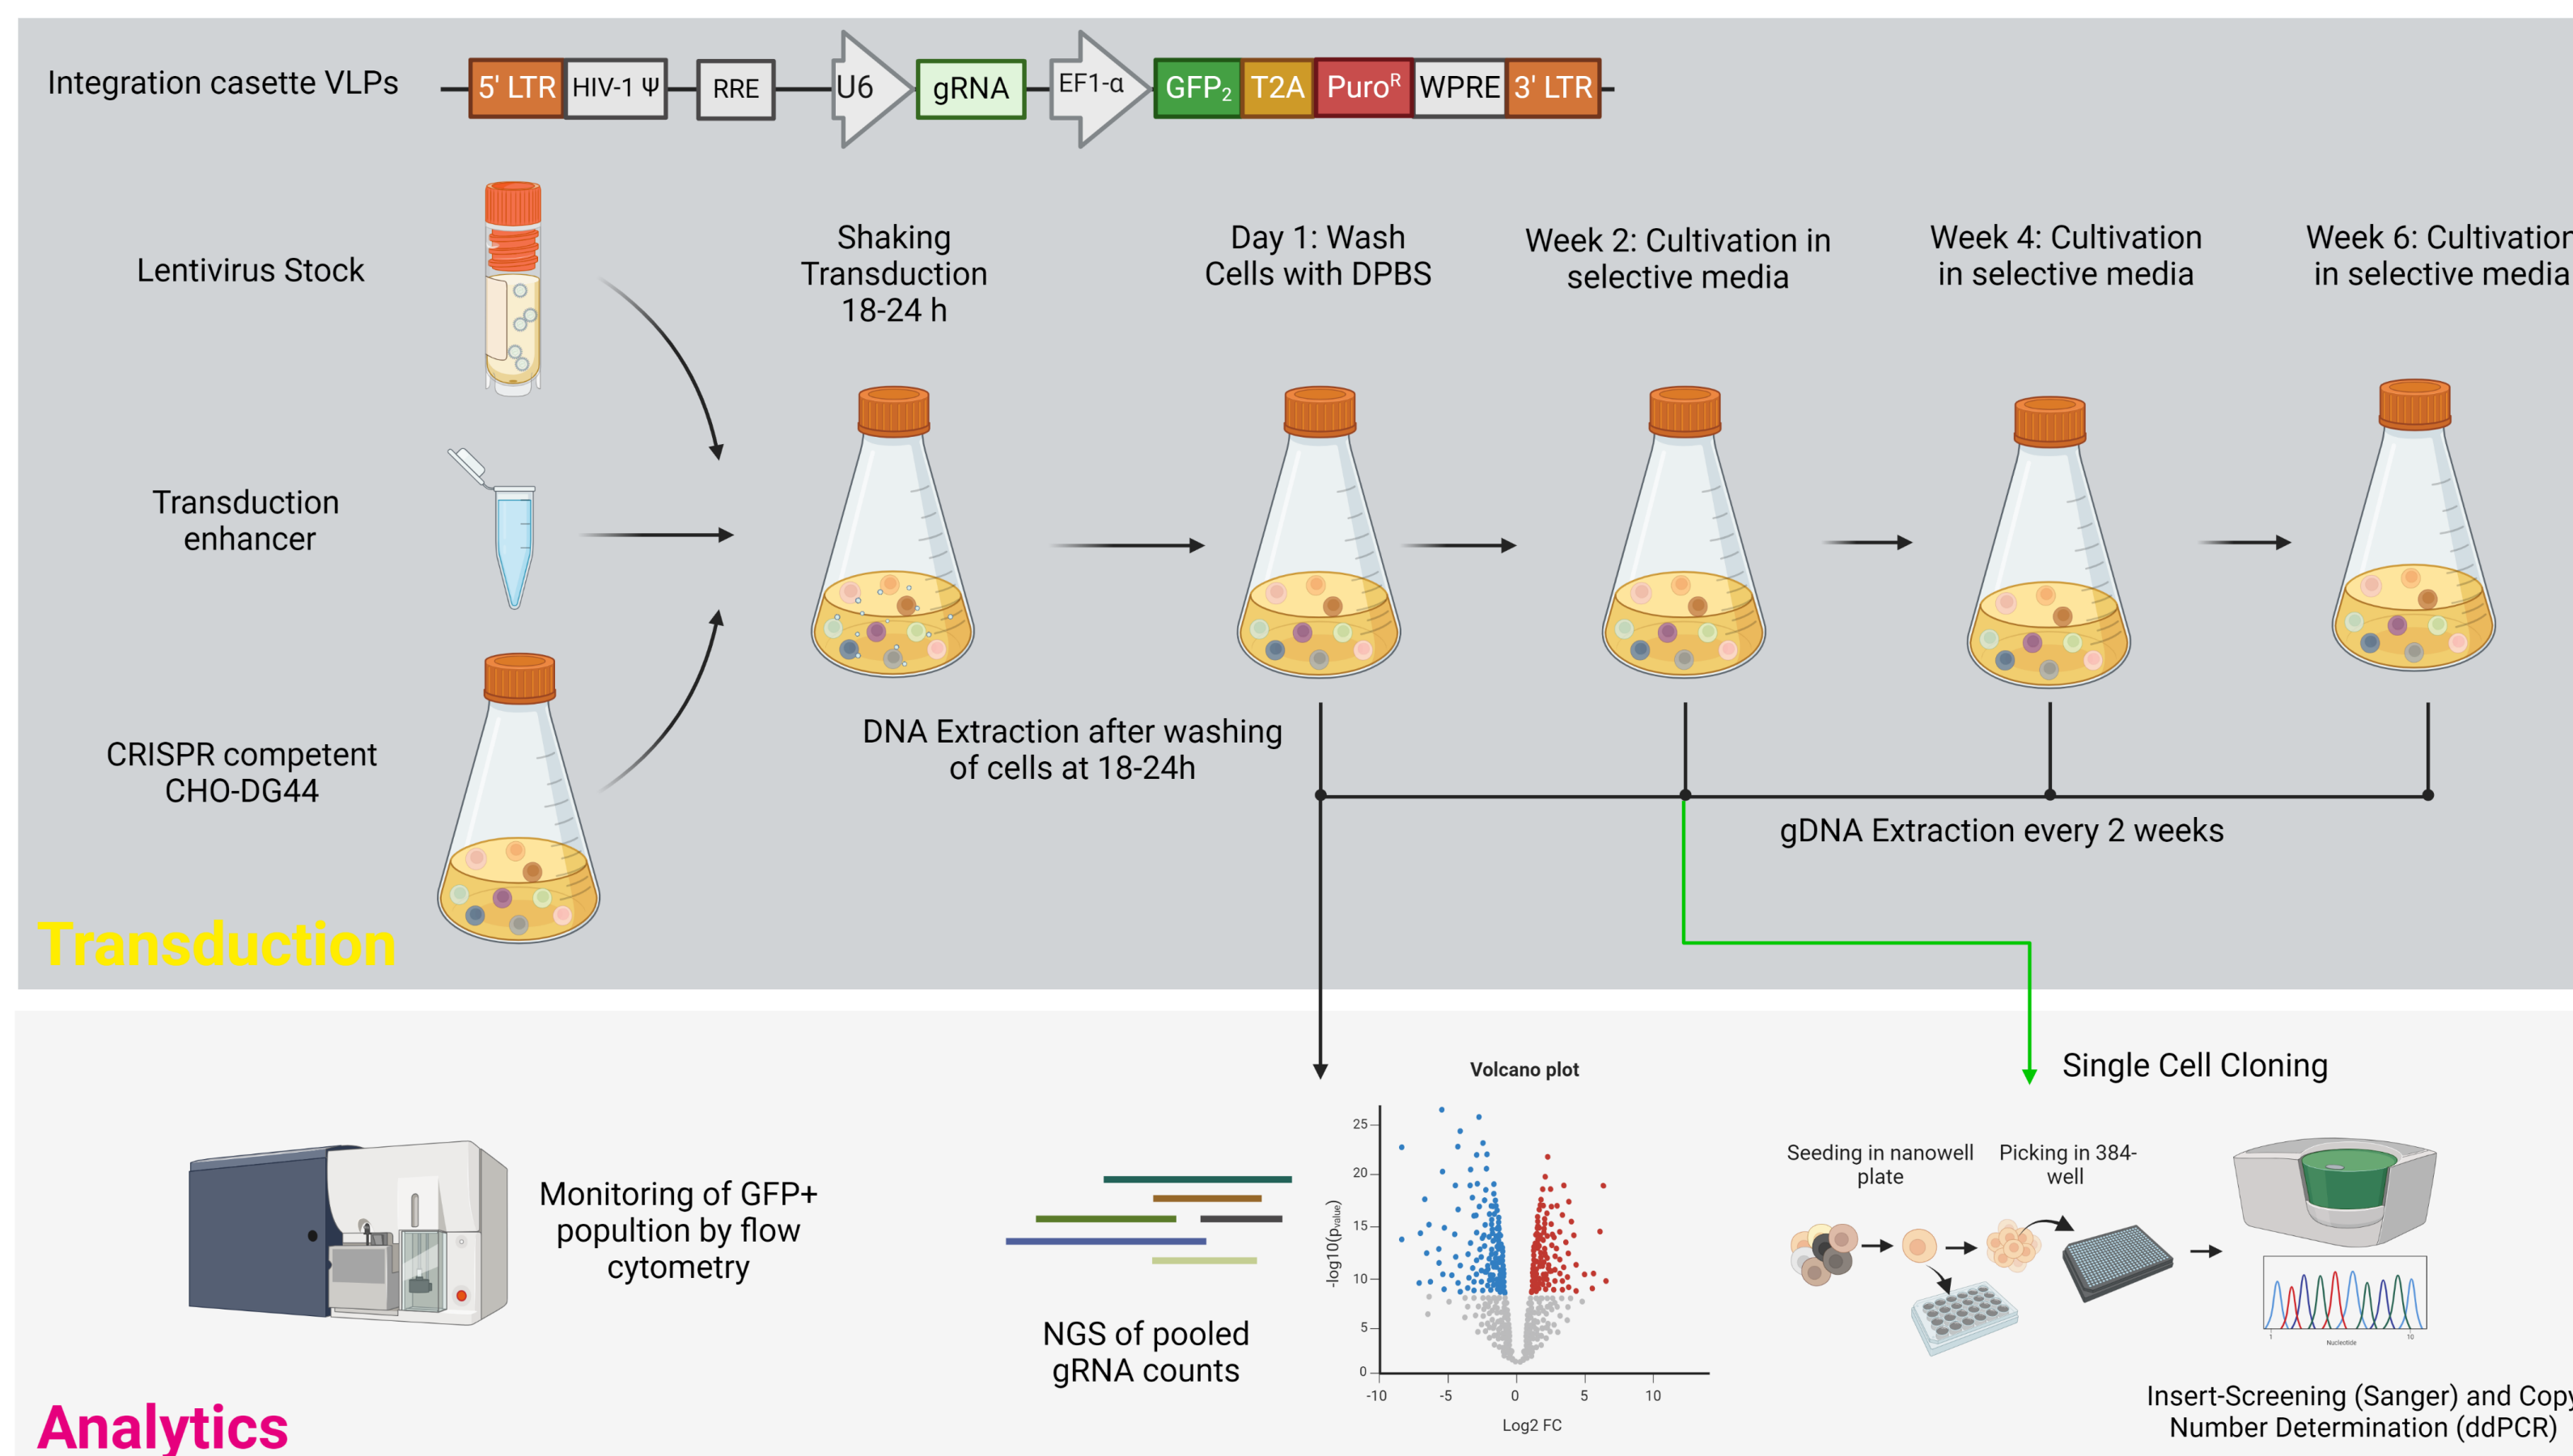 Integration casette VLPs
5' LTR HIV-1 Ψ RRE U6 gRNA EF1-α GFP2 T2A PuroR WPRE 3' LTR
Lentivirus Stock
Shaking
Transduction
18-24 h
Day 1: Wash
Cells with DPBS
Week 2: Cultivation in
selective media
Week 4: Cultivation
in selective media
Week 6: Cultivation
in selective media
Transduction
enhancer
CRISPR competent
CHO-DG44
DNA Extraction after washing
of cells at 18-24h
gDNA Extraction every 2 weeks
Transduction
Monitoring of GFP+
popultion by flow
cytometry
NGS of pooled
gRNA counts
Volcano plot
-log10(pvalue)
25
20
15
10
5
0
-10 -5 0 5 10
Log2 FC
Single Cell Cloning
Seeding in nanowell
plate
Picking in 384-
well
1 10
Nucleotide
Insert-Screening (Sanger) and Copy
Number Determination (ddPCR)
Analytics